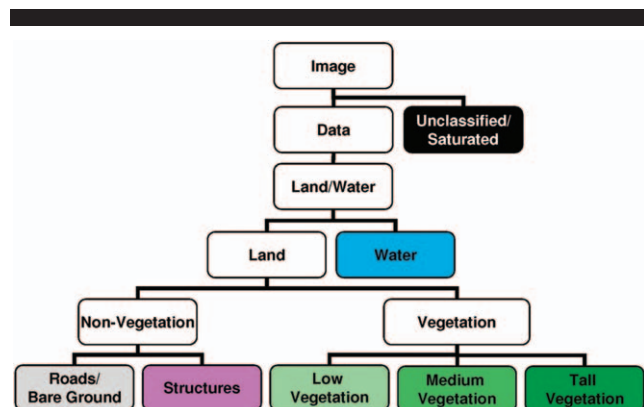 Image
Data
Unclassified/
Saturated
Land/Water
Land
Water
Non-Vegetation
Vegetation
Roads/
Bare Ground
Structures
Low
Vegetation
Medium
Vegetation
Tall
Vegetation